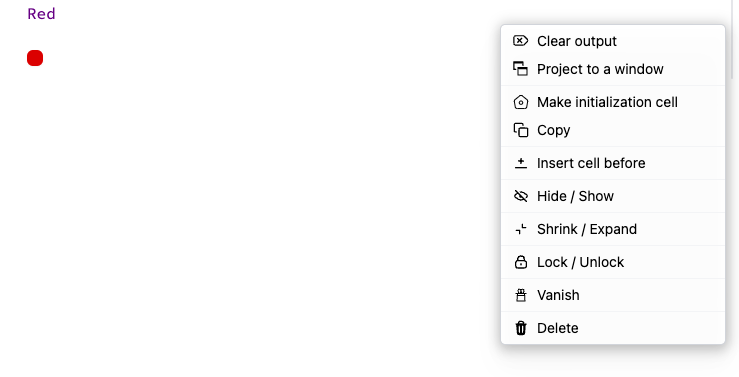 Red
Clear output
Project to a window
Make initialization cell
Copy
Insert cell before
Hide / Show
Shrink / Expand
Lock / Unlock
Vanish
Delete